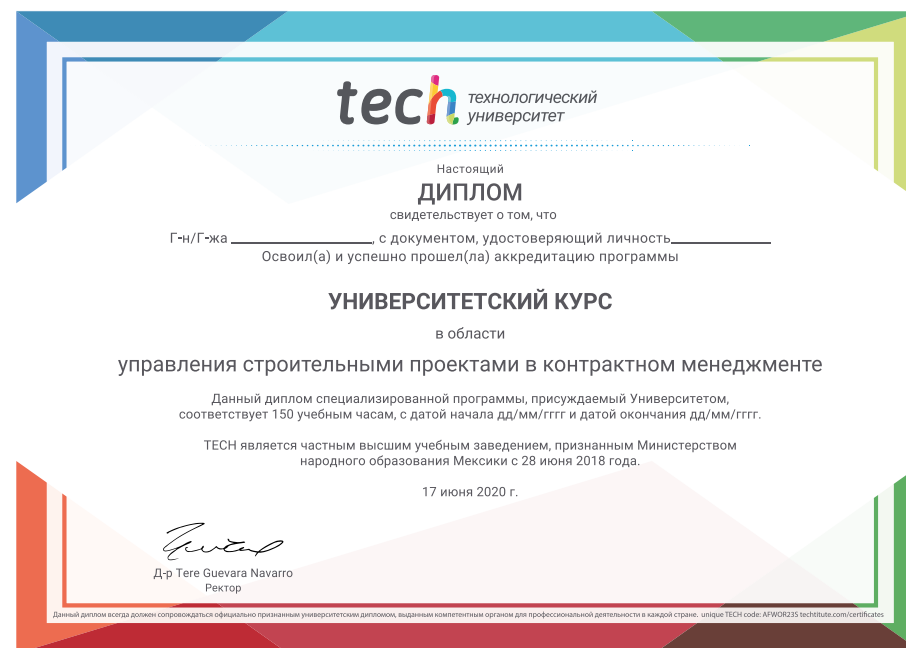 tech технологический
университет
Настоящий
ДИПЛОМ
свидетельствует о том, что
Г-н/Г-жа , с документом, удостоверяющий личность
Освоил(а) и успешно прошел(ла) аккредитацию программы
УНИВЕРСИТЕТСКИЙ КУРС
в области
управления строительными проектами в контрактном менеджменте
Данный диплом специализированной программы, присуждаемый Университетом,
соответствует 150 учебным часам, с датой начала дд/мм/гггг и датой окончания дд/мм/гггг.
TECH является частным высшим учебным заведением, признанным Министерством
народного образования Мексики с 28 июня 2018 года.
17 июня 2020 г.
Д-р Tere Guevara Navarro
Ректор
Данный диплом всегда должен сопровождаться официально признанным университетским дипломом, выданным компетентным органом для профессиональной деятельности в каждой стране. unique TECH code: AFWOR23S techtitute.com/certificates